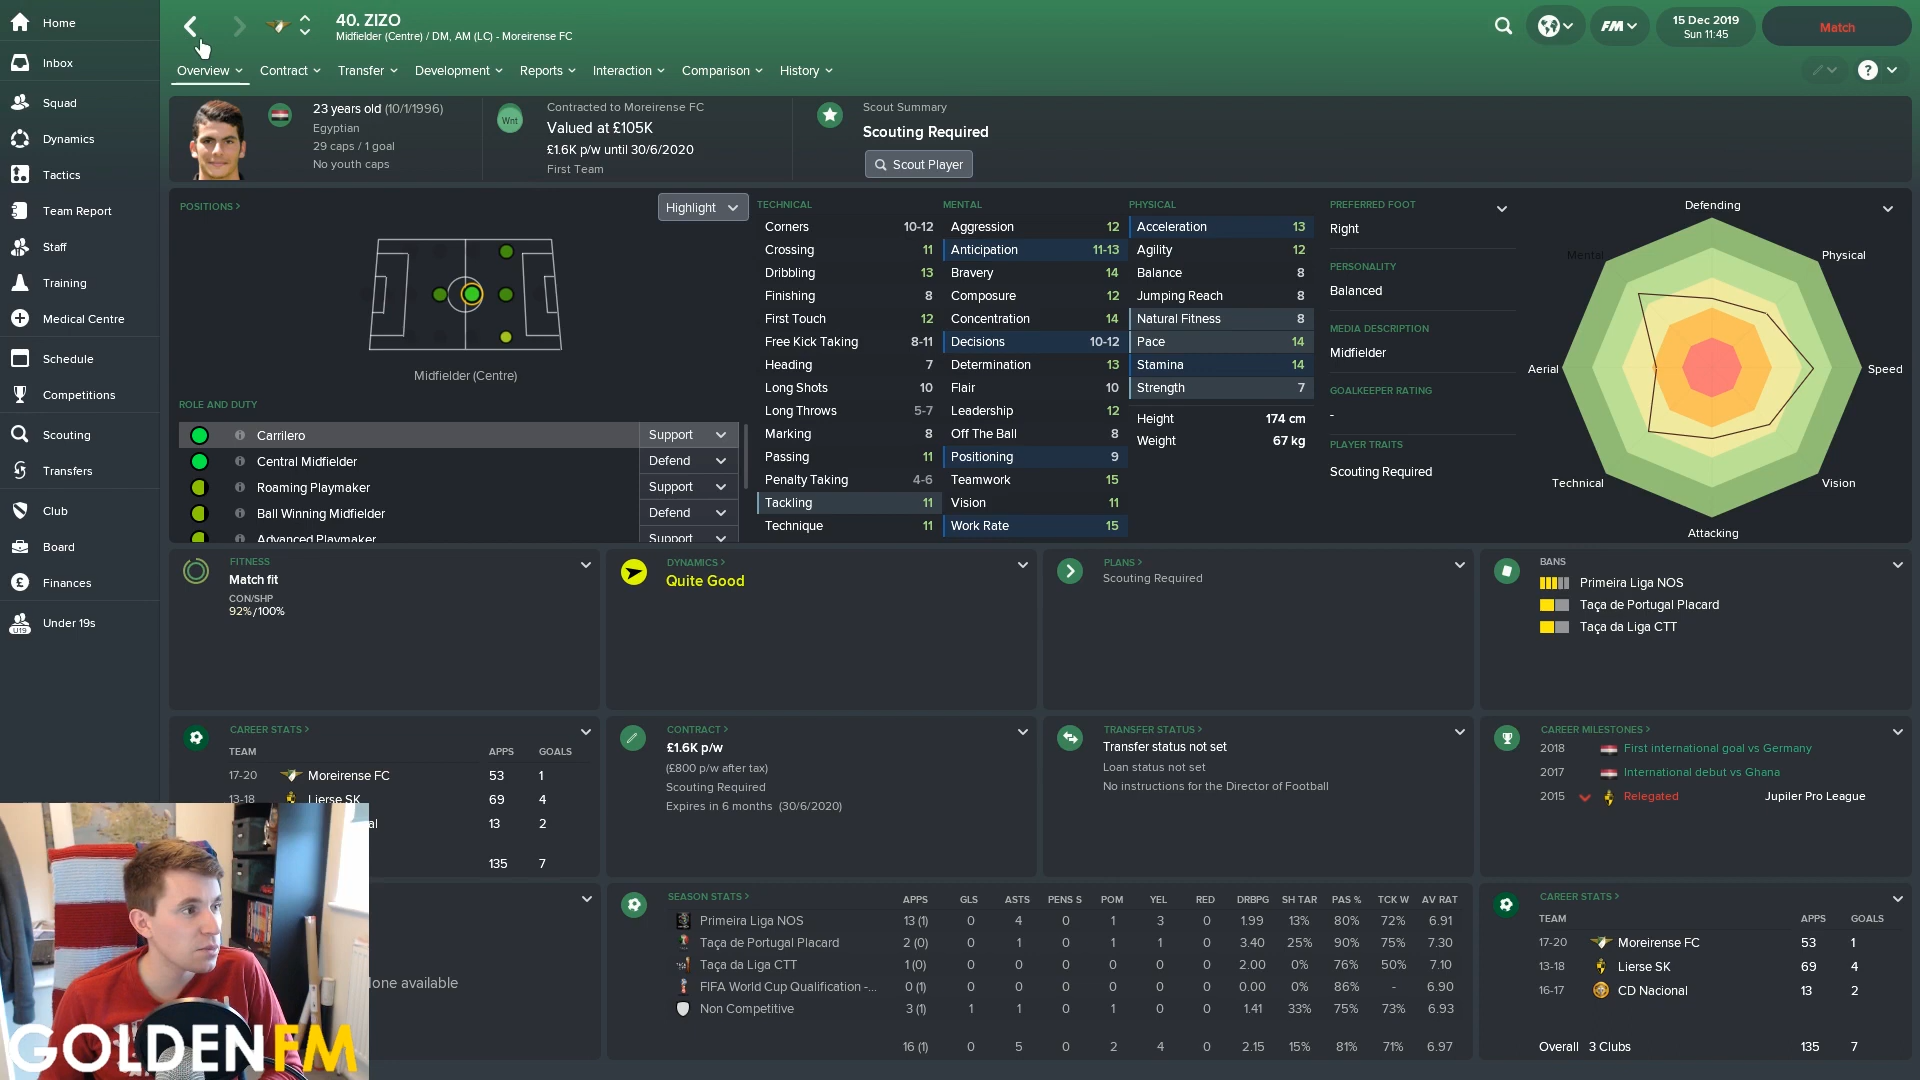 Home
Inbox
Squad
Dynamics
Tactics
Team Report
Staff
Training
Medical Centre
Schedule
Competitions
Scouting
Transfers
Club
Board
Finances
U19
Under 19s
40. ZIZO
Midfielder (Centre) / DM, AM (LC) - Moreirense FC
FM
15 Dec 2019
Sun 11:45
Match
Overview Contract Transfer Development Reports Interaction Comparison History
?
23 years old (10/1/1996)
Egyptian
29 caps / 1 goal
No youth caps
Wnt
Contracted to Moreirense FC
Valued at £105K
£1.6K p/w until 30/6/2020
First Team
Scout Summary
Scouting Required
Scout Player
POSITIONS >
Highlight
Midfielder (Centre)
ROLE AND DUTY
Carrilero Support
Central Midfielder Defend
Roaming Playmaker Support
Ball Winning Midfielder Defend
Advanced Playmaker Support
TECHNICAL
Corners 10-12
Crossing 11
Dribbling 13
Finishing 8
First Touch 12
Free Kick Taking 8-11
Heading 7
Long Shots 10
Long Throws 5-7
Marking 8
Passing 11
Penalty Taking 4-6
Tackling 11
Technique 11
MENTAL
Aggression 12
Anticipation 11-13
Bravery 14
Composure 12
Concentration 14
Decisions 10-12
Determination 13
Flair 10
Leadership 12
Off The Ball 8
Positioning 9
Teamwork 15
Vision 11
Work Rate 15
PHYSICAL
Acceleration 13
Agility 12
Balance 8
Jumping Reach 8
Natural Fitness 8
Pace 14
Stamina 14
Strength 7
Height 174 cm
Weight 67 kg
PREFERRED FOOT
Right
PERSONALITY
Balanced
MEDIA DESCRIPTION
Midfielder
GOALKEEPER RATING
-
PLAYER TRAITS
Scouting Required
Defending
Mental
Physical
Aerial
Speed
Technical
Vision
Attacking
FITNESS
Match fit
CON/SHP
92%/100%
DYNAMICS >
Quite Good
PLANS >
Scouting Required
BANS
Primeira Liga NOS
Taça de Portugal Placard
Taça da Liga CTT
CAREER STATS >
TEAM APPS GOALS
17-20 Moreirense FC 53 1
13-18 Lierse SK 69 4
al 13 2
135 7
CONTRACT >
£1.6K p/w
(£800 p/w after tax)
Scouting Required
Expires in 6 months (30/6/2020)
TRANSFER STATUS >
Transfer status not set
Loan status not set
No instructions for the Director of Football
CAREER MILESTONES >
2018 First international goal vs Germany
2017 International debut vs Ghana
2015 Relegated Jupiler Pro League
None available
SEASON STATS > APPS GLS ASTS PENS S POM YEL RED DRBPG SH TAR PAS % TCK W AV RAT
Primeira Liga NOS 13 (1) 0 4 0 1 3 0 1.99 13% 80% 72% 6.91
Taça de Portugal Placard 2 (0) 0 1 0 1 1 0 3.40 25% 90% 75% 7.30
Taça da Liga CTT 1 (0) 0 0 0 0 0 0 2.00 0% 76% 50% 7.10
FIFA World Cup Qualification -... 0 (1) 0 0 0 0 0 0 0.00 0% 86% - 6.90
Non Competitive 3 (1) 1 1 0 1 0 0 1.41 33% 75% 73% 6.93
16 (1) 0 5 0 2 4 0 2.15 15% 81% 71% 6.97
CAREER STATS >
TEAM APPS GOALS
17-20 Moreirense FC 53 1
13-18 Lierse SK 69 4
16-17 CD Nacional 13 2
Overall 3 Clubs 135 7
GOLDENFM